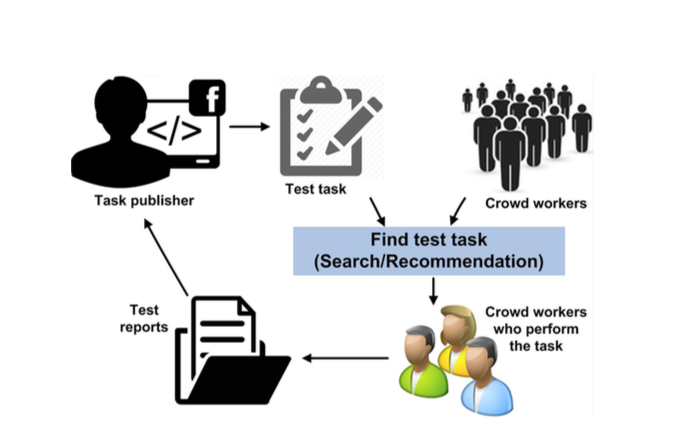 f
</>
Task publisher
Test task
Crowd workers
Find test task
(Search/Recommendation)
Test
reports
Crowd workers
who perform
the task